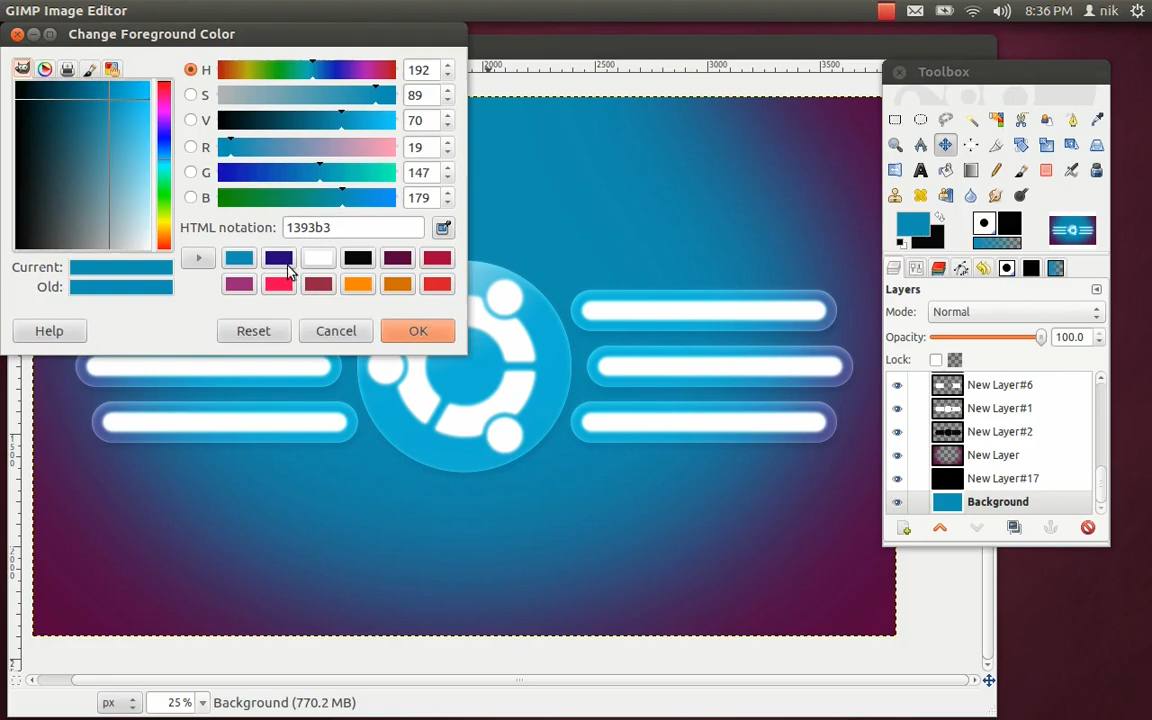 GIMP Image Editor
8:36 PM
nik
Change Foreground Color
H 192
S 89
V 70
R 19
G 147
B 179
HTML notation: 1393b3
Current:
Old:
Help
Reset
Cancel
OK
2000
2500
3000
3500
1500
2000
Toolbox
Layers
Mode: Normal
Opacity: 100.0
Lock:
New Layer#6
New Layer#1
New Layer#2
New Layer
New Layer#17
Background
px
25%
Background (770.2 MB)